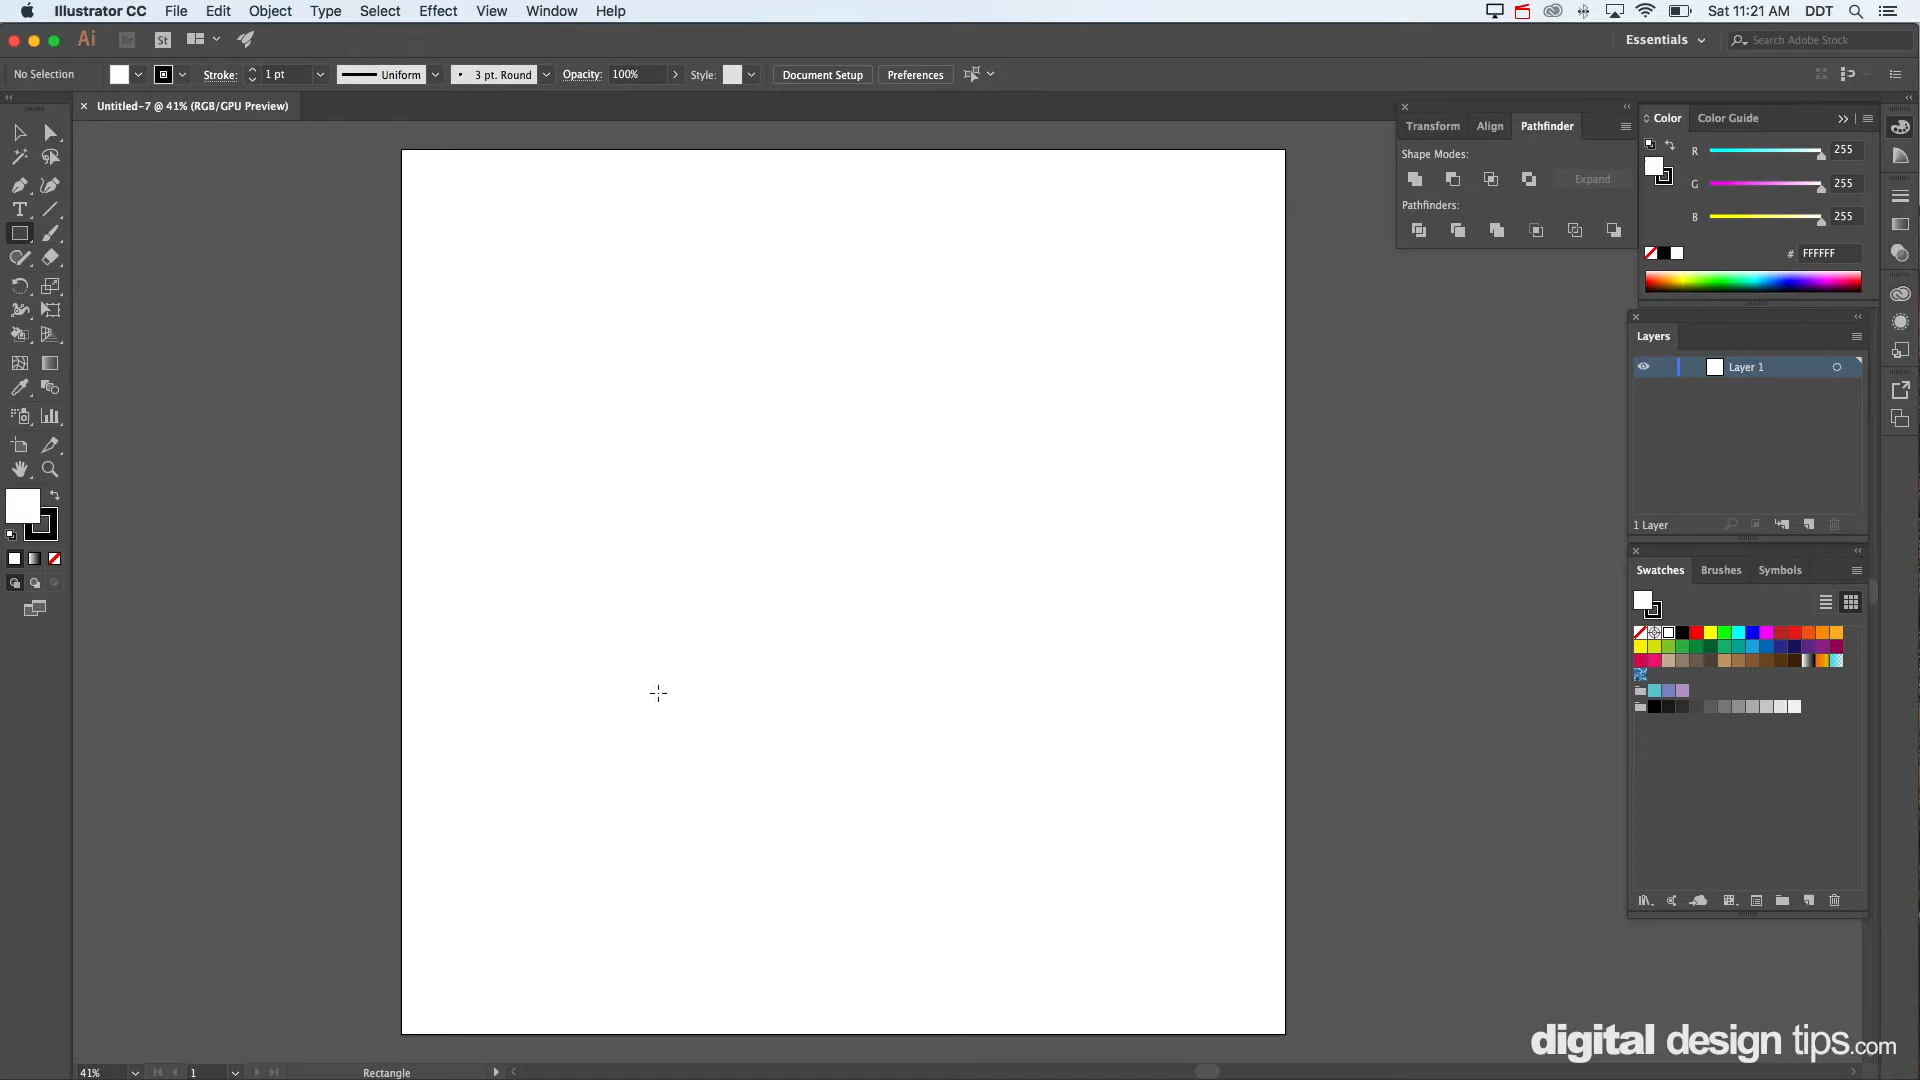 Illustrator CC File Edit Object Type Select Effect View Window Help Sat 11:21 AM DDT
Ai Br St Essentials Search Adobe Stock
No Selection Stroke: 1 pt Uniform 3 pt. Round Opacity: 100% Style: Document Setup Preferences
× Untitled-7 @ 41% (RGB/GPU Preview)
Transform Align Pathfinder
Shape Modes:
Expand
Pathfinders:
Color Color Guide
R 255
G 255
B 255
# FFFFFF
Layers
Layer 1
1 Layer
Swatches Brushes Symbols
digital design tips.com
41% 1 Rectangle